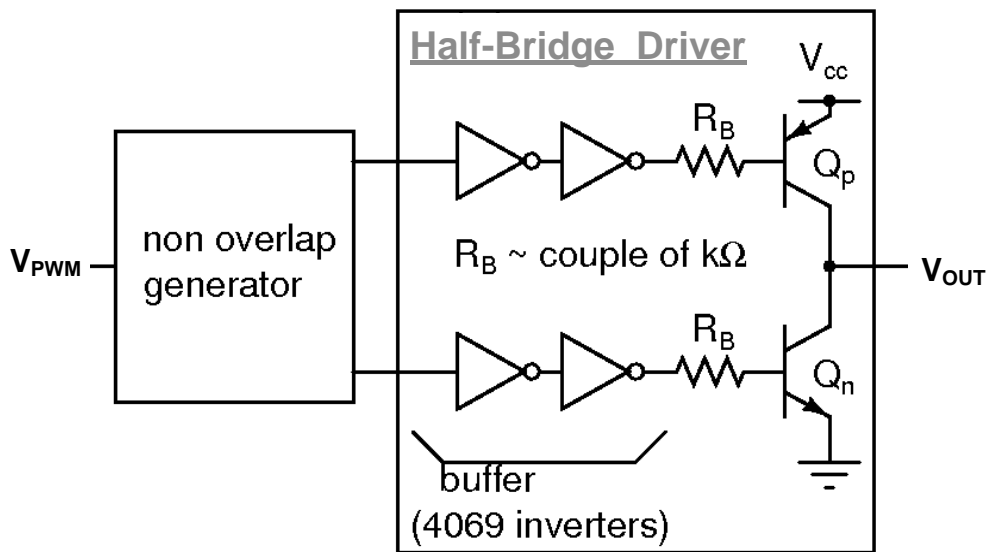 Half-Bridge Driver
Vcc
RB
Qp
non overlap
generator
VPWM
RB ~ couple of kΩ
VOUT
RB
Qn
buffer
(4069 inverters)